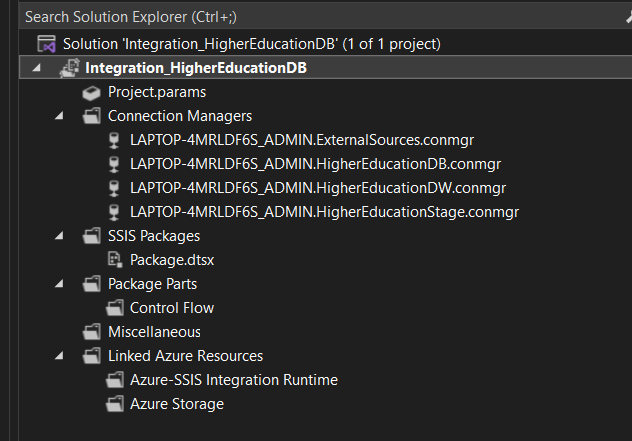 Search Solution Explorer (Ctrl+;)
Solution 'Integration_HigherEducationDB' (1 of 1 project)
Integration_HigherEducationDB
Project.params
Connection Managers
LAPTOP-4MRLDF6S_ADMIN.ExternalSources.conmgr
LAPTOP-4MRLDF6S_ADMIN.HigherEducationDB.conmgr
LAPTOP-4MRLDF6S_ADMIN.HigherEducationDW.conmgr
LAPTOP-4MRLDF6S_ADMIN.HigherEducationStage.conmgr
SSIS Packages
Package.dtsx
Package Parts
Control Flow
Miscellaneous
Linked Azure Resources
Azure-SSIS Integration Runtime
Azure Storage